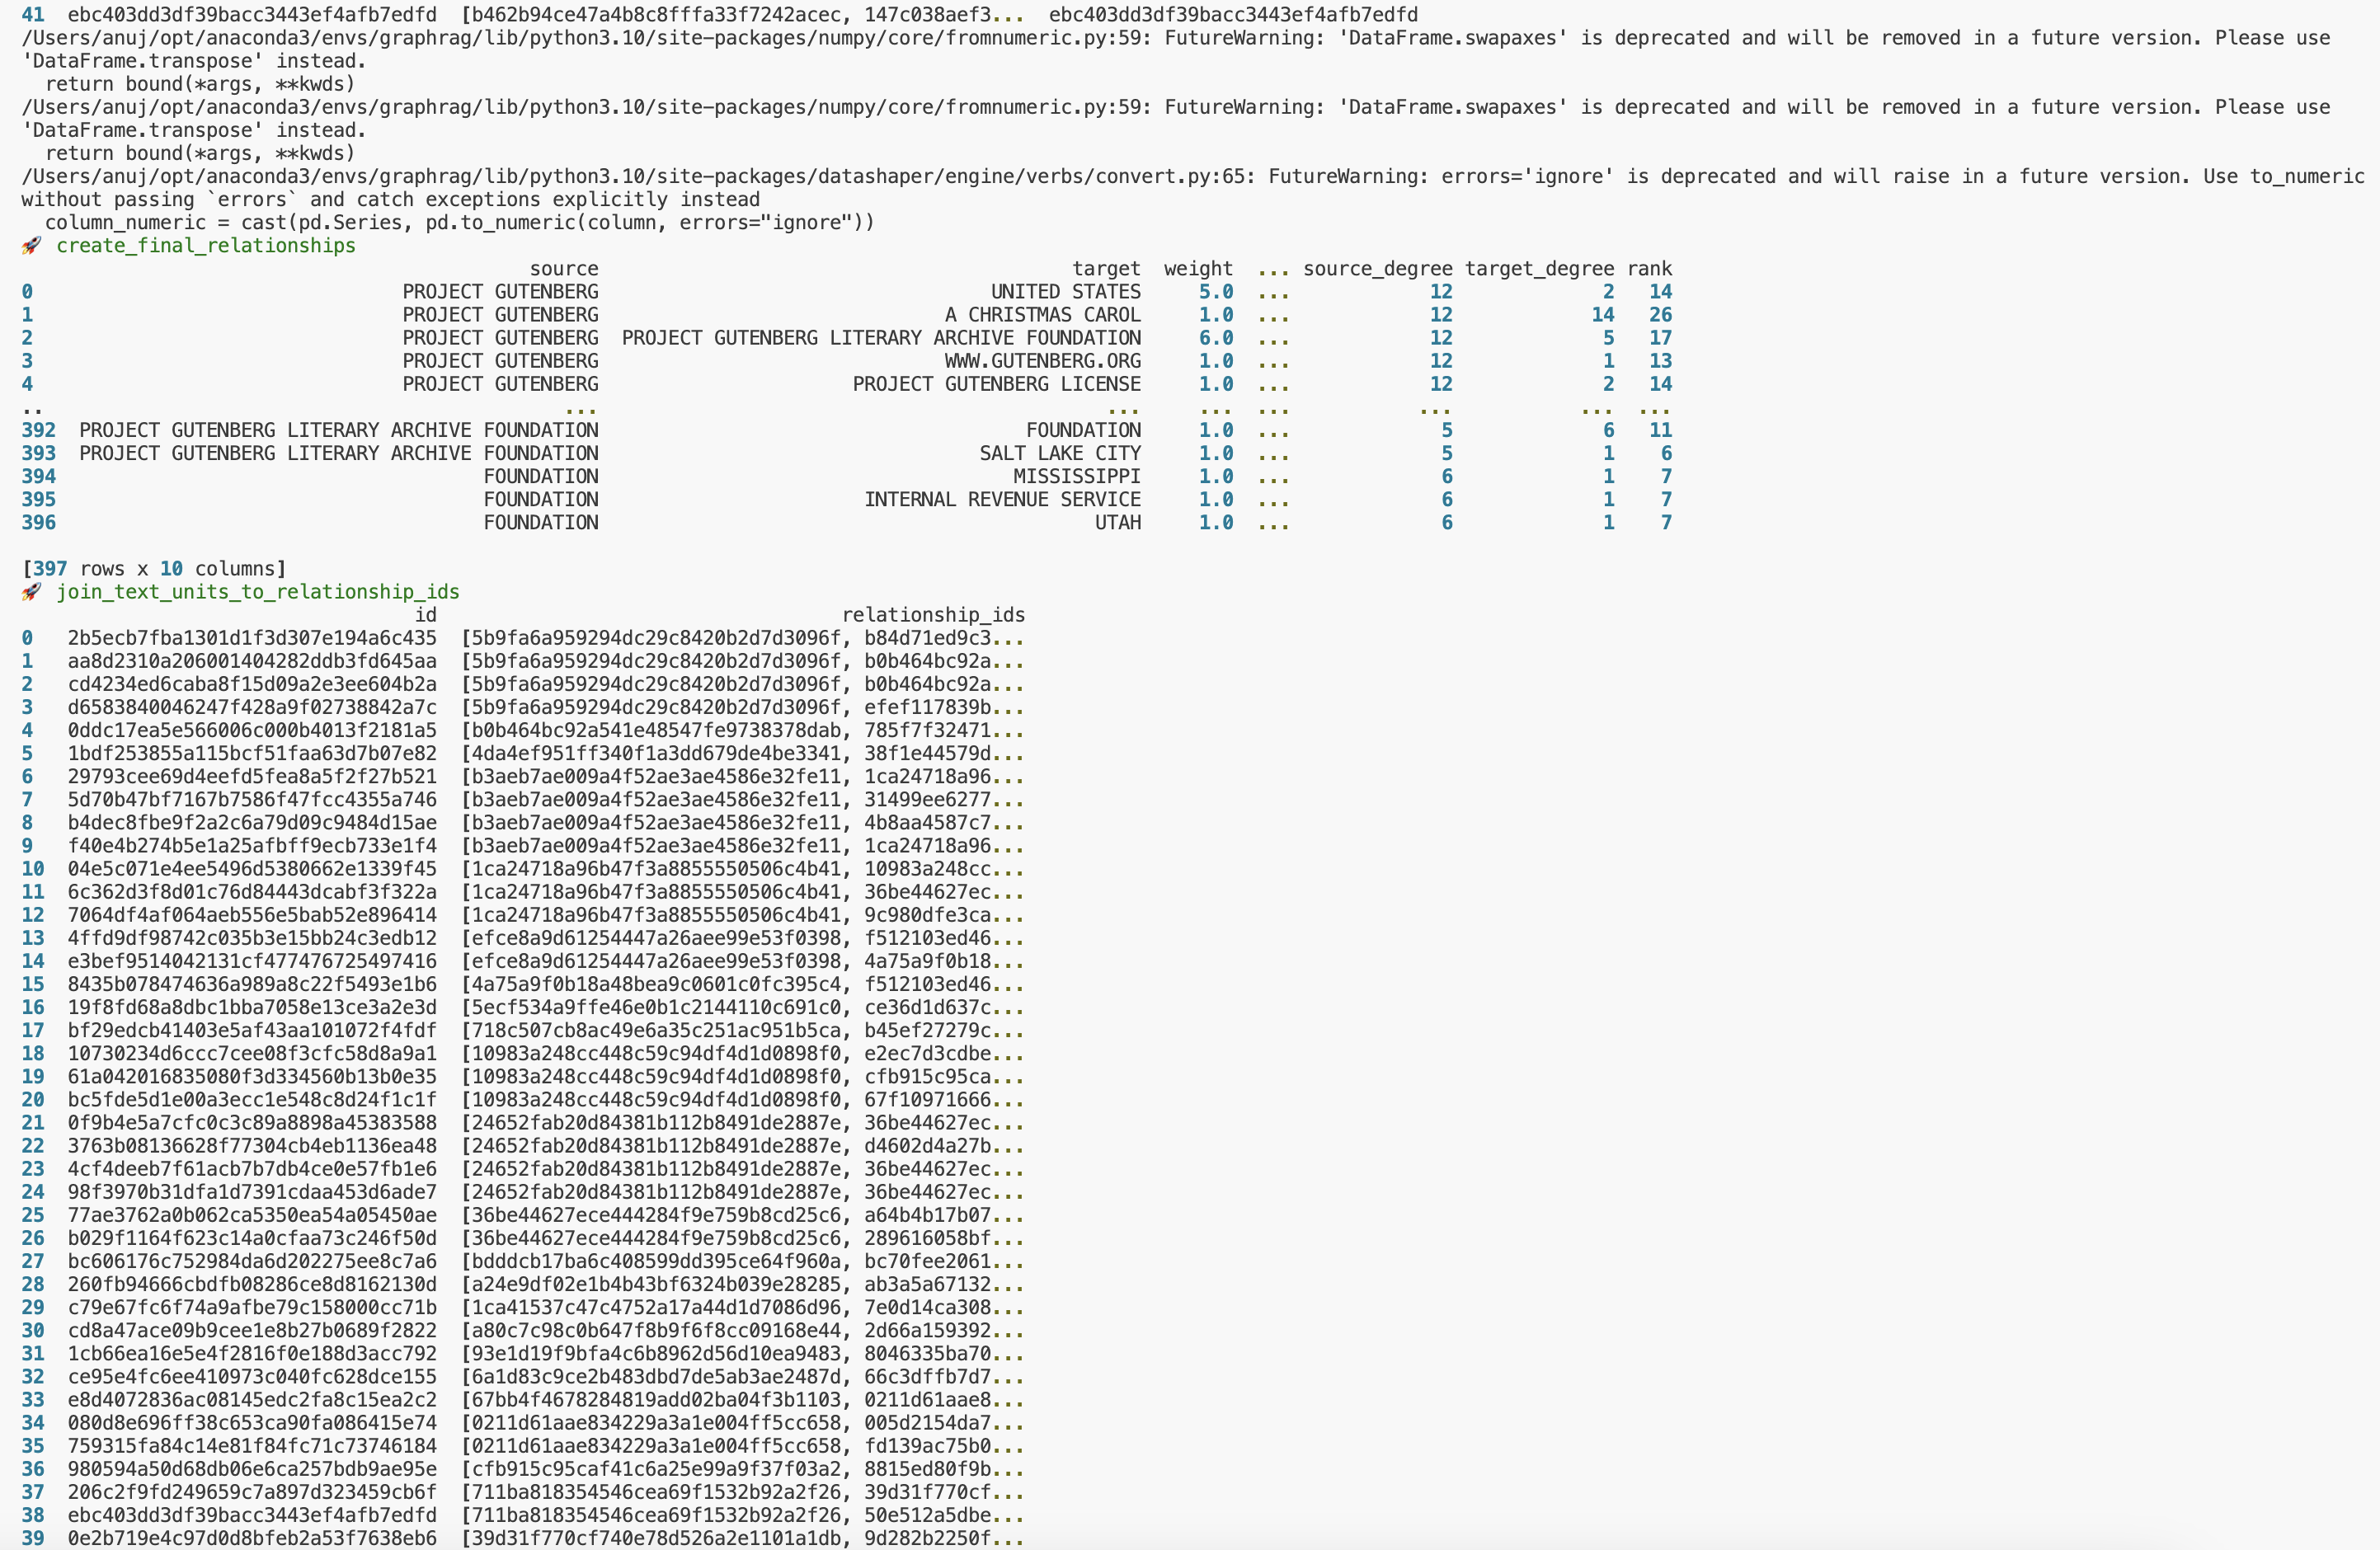 41  ebc403dd3df39bacc3443ef4afb7edfd  [b462b94ce47a4b8c8fffa33f7242acec, 147c038aef3...  ebc403dd3df39bacc3443ef4afb7edfd
/Users/anuj/opt/anaconda3/envs/graphrag/lib/python3.10/site-packages/numpy/core/fromnumeric.py:59: FutureWarning: 'DataFrame.swapaxes' is deprecated and will be removed in a future version. Please use
'DataFrame.transpose' instead.
  return bound(*args, **kwds)
/Users/anuj/opt/anaconda3/envs/graphrag/lib/python3.10/site-packages/numpy/core/fromnumeric.py:59: FutureWarning: 'DataFrame.swapaxes' is deprecated and will be removed in a future version. Please use
'DataFrame.transpose' instead.
  return bound(*args, **kwds)
/Users/anuj/opt/anaconda3/envs/graphrag/lib/python3.10/site-packages/datashaper/engine/verbs/convert.py:65: FutureWarning: errors='ignore' is deprecated and will raise in a future version. Use to_numeric
without passing `errors` and catch exceptions explicitly instead
  column_numeric = cast(pd.Series, pd.to_numeric(column, errors="ignore"))
🚀 create_final_relationships
source  target  weight  ...  source_degree  target_degree  rank
0  PROJECT GUTENBERG  UNITED STATES  5.0  ...  12  2  14
1  PROJECT GUTENBERG  A CHRISTMAS CAROL  1.0  ...  12  14  26
2  PROJECT GUTENBERG  PROJECT GUTENBERG LITERARY ARCHIVE FOUNDATION  6.0  ...  12  5  17
3  PROJECT GUTENBERG  WWW.GUTENBERG.ORG  1.0  ...  12  1  13
4  PROJECT GUTENBERG  PROJECT GUTENBERG LICENSE  1.0  ...  12  2  14
..  ...  ...  ...  ...  ...  ...  ...
392  PROJECT GUTENBERG LITERARY ARCHIVE FOUNDATION  FOUNDATION  1.0  ...  5  6  11
393  PROJECT GUTENBERG LITERARY ARCHIVE FOUNDATION  SALT LAKE CITY  1.0  ...  5  1  6
394  FOUNDATION  MISSISSIPPI  1.0  ...  6  1  7
395  FOUNDATION  INTERNAL REVENUE SERVICE  1.0  ...  6  1  7
396  FOUNDATION  UTAH  1.0  ...  6  1  7
[397 rows x 10 columns]
🚀 join_text_units_to_relationship_ids
id  relationship_ids
0  2b5ecb7fba1301d1f3d307e194a6c435  [5b9fa6a959294dc29c8420b2d7d3096f, b84d71ed9c3...
1  aa8d2310a206001404282ddb3fd645aa  [5b9fa6a959294dc29c8420b2d7d3096f, b0b464bc92a...
2  cd4234ed6caba8f15d09a2e3ee604b2a  [5b9fa6a959294dc29c8420b2d7d3096f, b0b464bc92a...
3  d6583840046247f428a9f02738842a7c  [5b9fa6a959294dc29c8420b2d7d3096f, efef117839b...
4  0ddc17ea5e566006c000b4013f2181a5  [b0b464bc92a541e48547fe9738378dab, 785f7f32471...
5  1bdf253855a115bcf51faa63d7b07e82  [4da4ef951ff340f1a3dd679de4be3341, 38f1e44579d...
6  29793cee69d4eefd5fea8a5f2f27b521  [b3aeb7ae009a4f52ae3ae4586e32fe11, 1ca24718a96...
7  5d70b47bf7167b7586f47fcc4355a746  [b3aeb7ae009a4f52ae3ae4586e32fe11, 31499ee6277...
8  b4dec8fbe9f2a2c6a79d09c9484d15ae  [b3aeb7ae009a4f52ae3ae4586e32fe11, 4b8aa4587c7...
9  f40e4b274b5e1a25afbff9ecb733e1f4  [b3aeb7ae009a4f52ae3ae4586e32fe11, 1ca24718a96...
10  04e5c071e4ee5496d5380662e1339f45  [1ca24718a96b47f3a8855550506c4b41, 10983a248cc...
11  6c362d3f8d01c76d84443dcabf3f322a  [1ca24718a96b47f3a8855550506c4b41, 36be44627ec...
12  7064df4af064aeb556e5bab52e896414  [1ca24718a96b47f3a8855550506c4b41, 9c980dfe3ca...
13  4ffd9df98742c035b3e15bb24c3edb12  [efce8a9d61254447a26aee99e53f0398, f512103ed46...
14  e3bef9514042131cf477476725497416  [efce8a9d61254447a26aee99e53f0398, 4a75a9f0b18...
15  8435b078474636a989a8c22f5493e1b6  [4a75a9f0b18a48bea9c0601c0fc395c4, f512103ed46...
16  19f8fd68a8dbc1bba7058e13ce3a2e3d  [5ecf534a9ffe46e0b1c2144110c691c0, ce36d1d637c...
17  bf29edcb41403e5af43aa101072f4fdf  [718c507cb8ac49e6a35c251ac951b5ca, b45ef27279c...
18  10730234d6ccc7cee08f3cfc58d8a9a1  [10983a248cc448c59c94df4d1d0898f0, e2ec7d3cdbe...
19  61a042016835080f3d334560b13b0e35  [10983a248cc448c59c94df4d1d0898f0, cfb915c95ca...
20  bc5fde5d1e00a3ecc1e548c8d24f1c1f  [10983a248cc448c59c94df4d1d0898f0, 67f10971666...
21  0f9b4e5a7cfc0c3c89a8898a45383588  [24652fab20d84381b112b8491de2887e, 36be44627ec...
22  3763b08136628f77304cb4eb1136ea48  [24652fab20d84381b112b8491de2887e, d4602d4a27b...
23  4cf4deeb7f61acb7b7db4ce0e57fb1e6  [24652fab20d84381b112b8491de2887e, 36be44627ec...
24  98f3970b31dfa1d7391cdaa453d6ade7  [24652fab20d84381b112b8491de2887e, 36be44627ec...
25  77ae3762a0b062ca5350ea54a05450ae  [36be44627ece444284f9e759b8cd25c6, a64b4b17b07...
26  b029f1164f623c14a0cfaa73c246f50d  [36be44627ece444284f9e759b8cd25c6, 289616058bf...
27  bc606176c752984da6d202275ee8c7a6  [bdddcb17ba6c408599dd395ce64f960a, bc70fee2061...
28  260fb94666cbdfb08286ce8d8162130d  [a24e9df02e1b4b43bf6324b039e28285, ab3a5a67132...
29  c79e67fc6f74a9afbe79c158000cc71b  [1ca41537c47c4752a17a44d1d7086d96, 7e0d14ca308...
30  cd8a47ace09b9cee1e8b27b0689f2822  [a80c7c98c0b647f8b9f6f8cc09168e44, 2d66a159392...
31  1cb66ea16e5e4f2816f0e188d3acc792  [93e1d19f9bfa4c6b8962d56d10ea9483, 8046335ba70...
32  ce95e4fc6ee410973c040fc628dce155  [6a1d83c9ce2b483dbd7de5ab3ae2487d, 66c3dffb7d7...
33  e8d4072836ac08145edc2fa8c15ea2c2  [67bb4f4678284819add02ba04f3b1103, 0211d61aae8...
34  080d8e696ff38c653ca90fa086415e74  [0211d61aae834229a3a1e004ff5cc658, 005d2154da7...
35  759315fa84c14e81f84fc71c73746184  [0211d61aae834229a3a1e004ff5cc658, fd139ac75b0...
36  980594a50d68db06e6ca257bdb9ae95e  [cfb915c95caf41c6a25e99a9f37f03a2, 8815ed80f9b...
37  206c2f9fd249659c7a897d323459cb6f  [711ba818354546cea69f1532b92a2f26, 39d31f770cf...
38  ebc403dd3df39bacc3443ef4afb7edfd  [711ba818354546cea69f1532b92a2f26, 50e512a5dbe...
39  0e2b719e4c97d0d8bfeb2a53f7638eb6  [39d31f770cf740e78d526a2e1101a1db, 9d282b2250f...